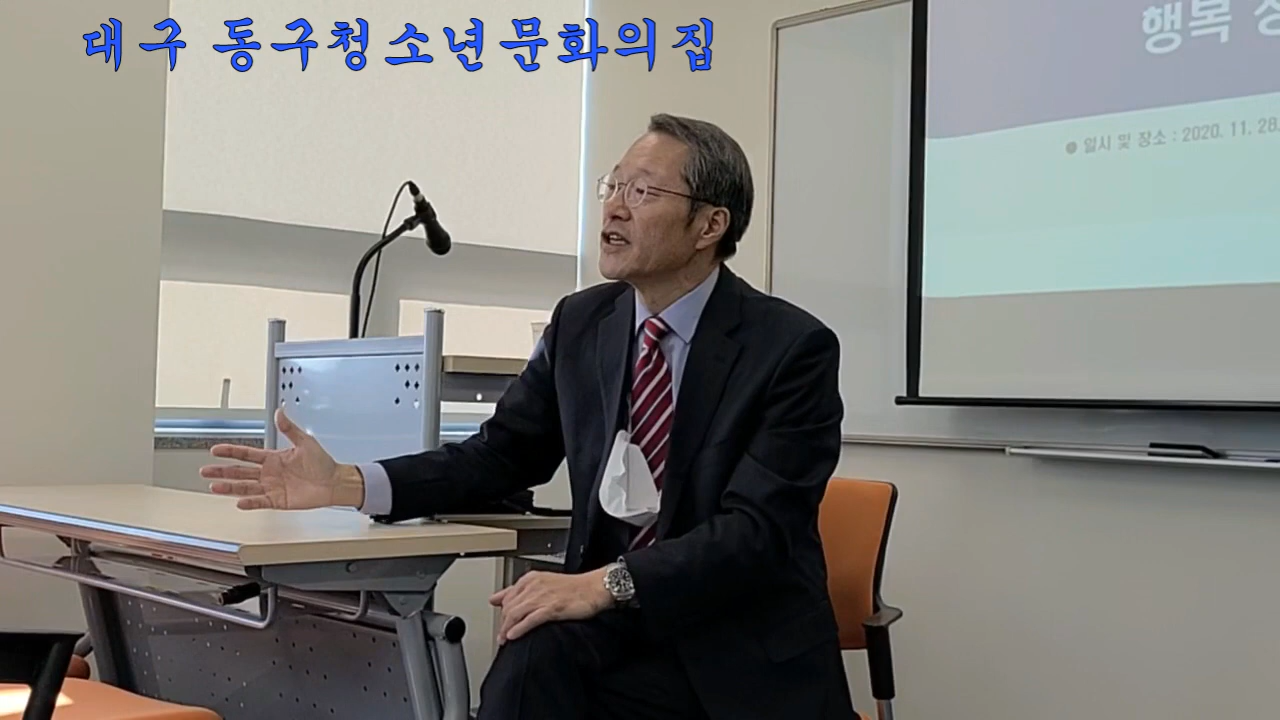 대구 동구청소년문화의집
행복
● 일시 및 장소 : 2020. 11. 28.